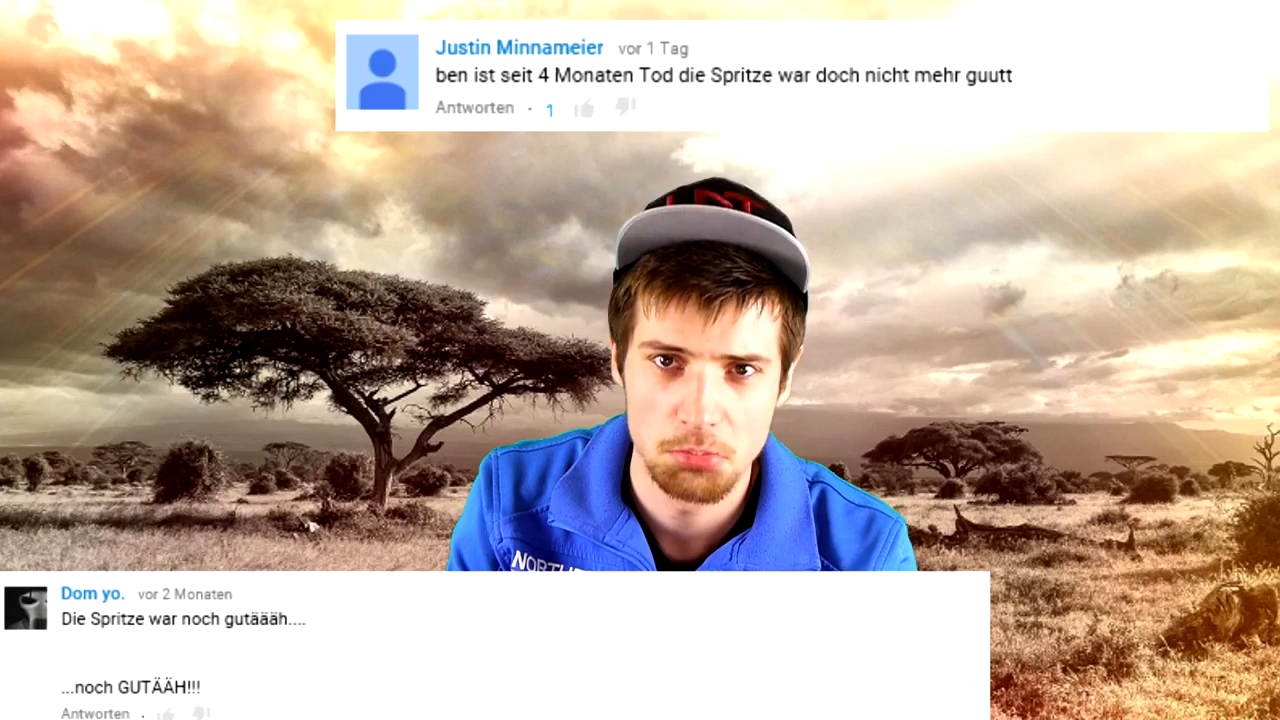 Justin Minnameier vor 1 Tag
ben ist seit 4 Monaten Tod die Spritze war doch nicht mehr guutt
Antworten · 1
Dom yo. vor 2 Monaten
Die Spritze war noch gutäääh....
...noch GUTÄÄH!!!
Antworten ·